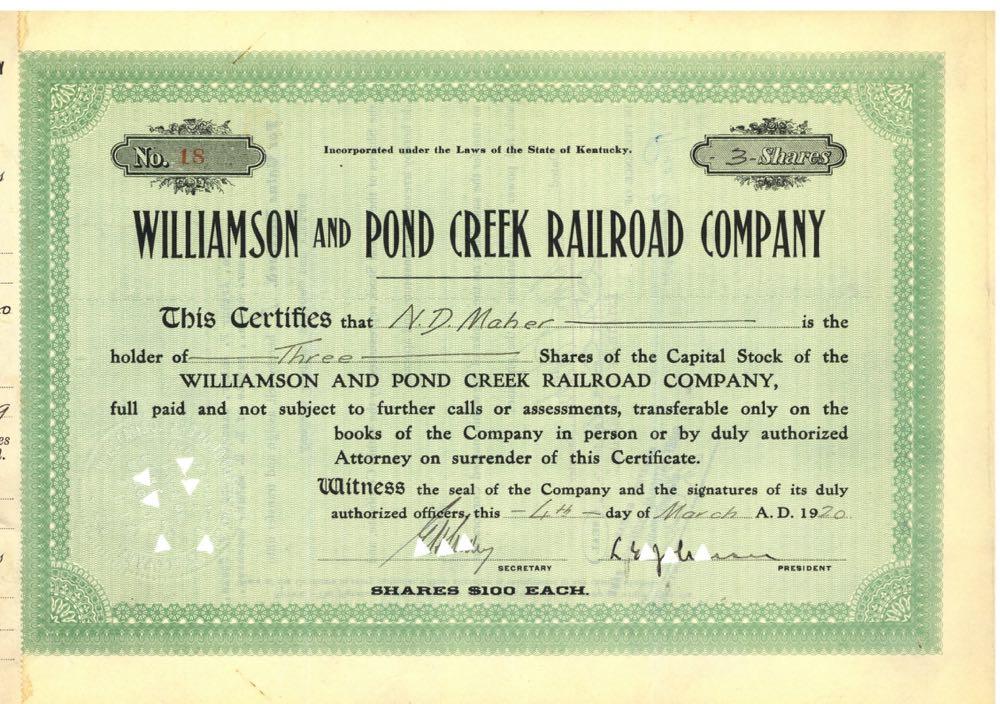 No. 18
Incorporated under the Laws of the State of Kentucky.
- 3 - Shares
WILLIAMSON AND POND CREEK RAILROAD COMPANY
This Certifies that N.D. Maher is the
holder of Three Shares of the Capital Stock of the
WILLIAMSON AND POND CREEK RAILROAD COMPANY,
full paid and not subject to further calls or assessments, transferable only on the
books of the Company in person or by duly authorized
Attorney on surrender of this Certificate.
Witness the seal of the Company and the signatures of its duly
authorized officers, this - 4th - day of March A. D. 1920
SECRETARY
PRESIDENT
SHARES $100 EACH.